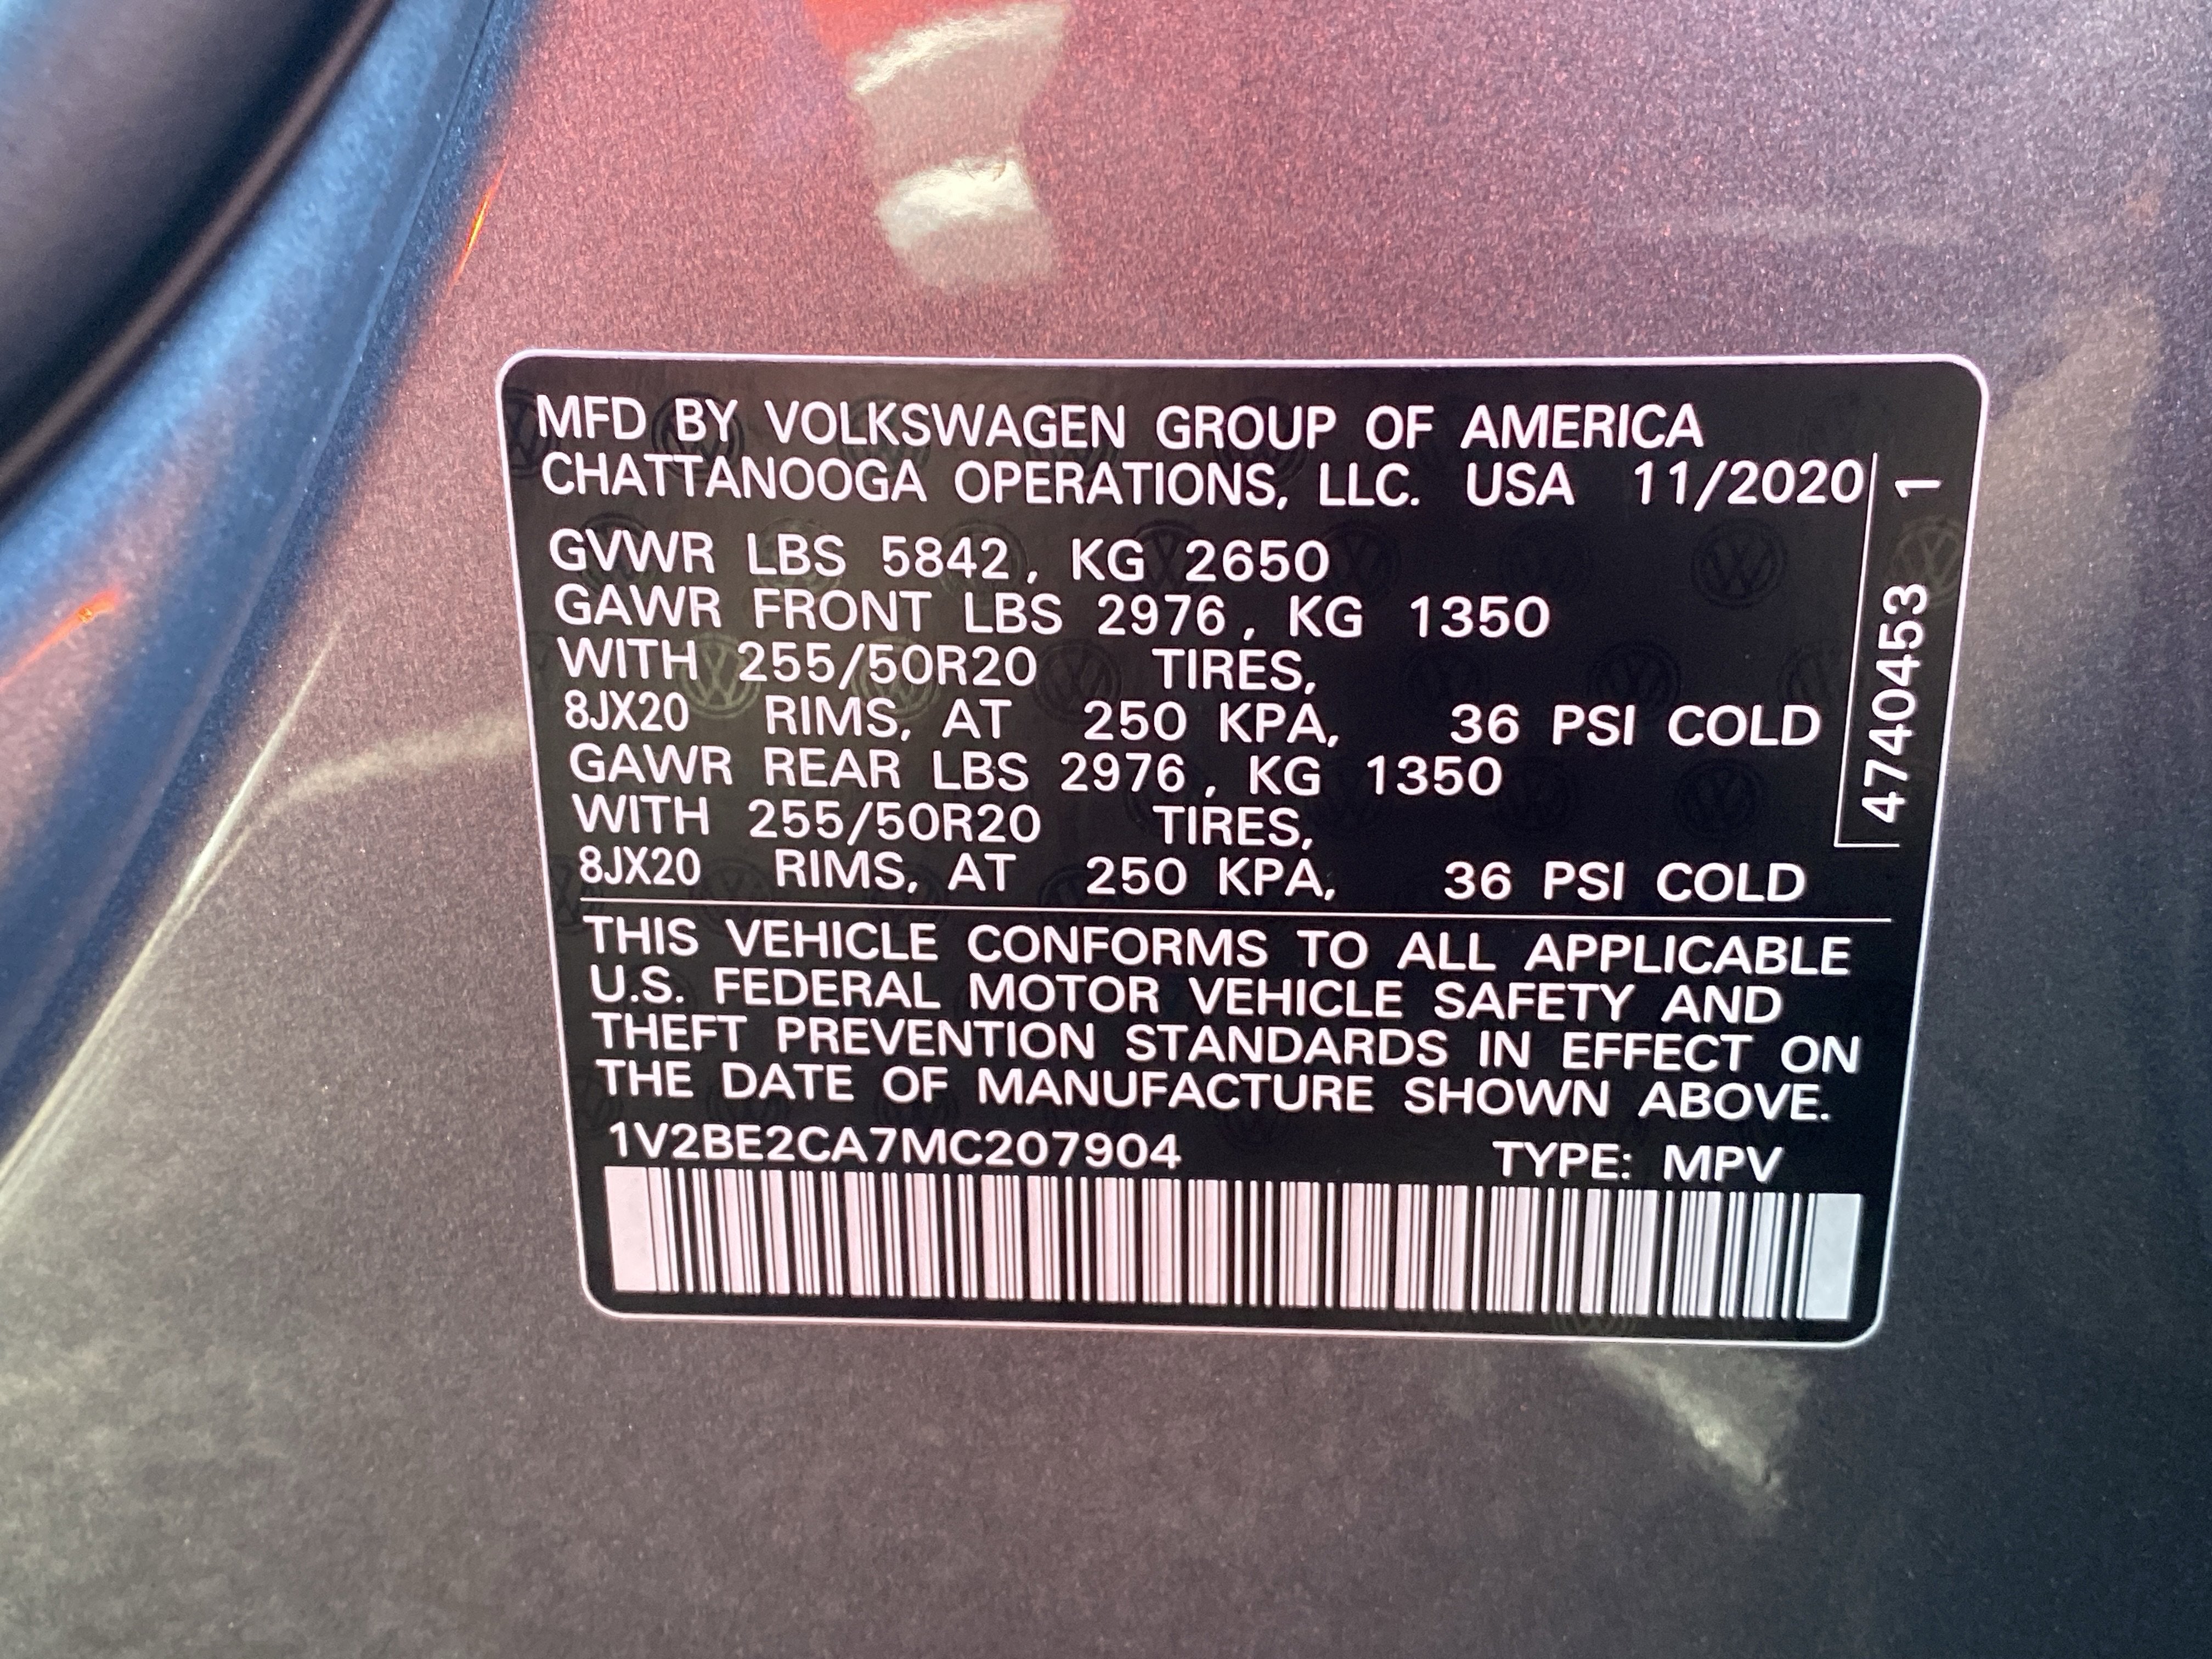 MFD BY VOLKSWAGEN GROUP OF AMERICA
CHATTANOOGA OPERATIONS, LLC. USA 11/2020
GVWR LBS 5842, KG 2650
GAWR FRONT LBS 2976, KG 1350
WITH 255/50R20 TIRES,
8JX20 RIMS, AT 250 KPA, 36 PSI COLD
GAWR REAR LBS 2976, KG 1350
WITH 255/50R20 TIRES,
8JX20 RIMS, AT 250 KPA, 36 PSI COLD
4740453 1
THIS VEHICLE CONFORMS TO ALL APPLICABLE
U.S. FEDERAL MOTOR VEHICLE SAFETY AND
THEFT PREVENTION STANDARDS IN EFFECT ON
THE DATE OF MANUFACTURE SHOWN ABOVE.
1V2BE2CA7MC207904 TYPE: MPV